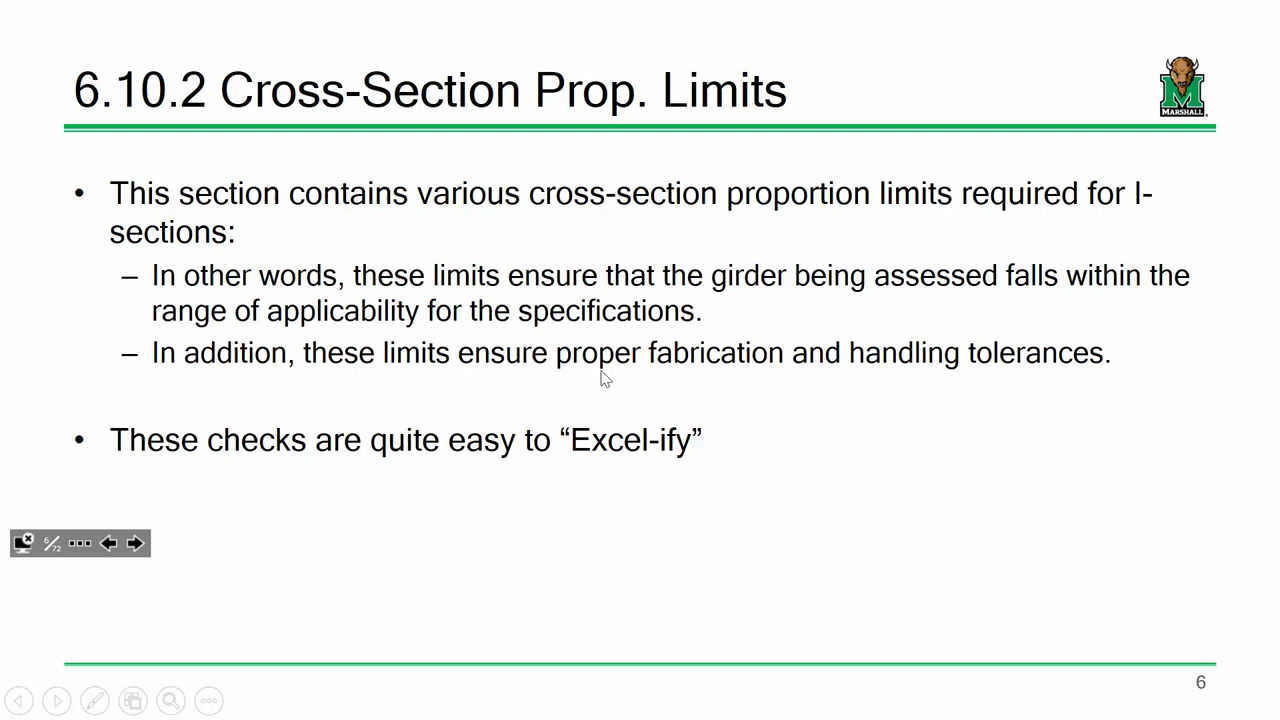 6.10.2 Cross-Section Prop. Limits
MARSHALL
• This section contains various cross-section proportion limits required for I-
sections:
– In other words, these limits ensure that the girder being assessed falls within the
range of applicability for the specifications.
– In addition, these limits ensure proper fabrication and handling tolerances.
• These checks are quite easy to “Excel-ify”
6/72
6